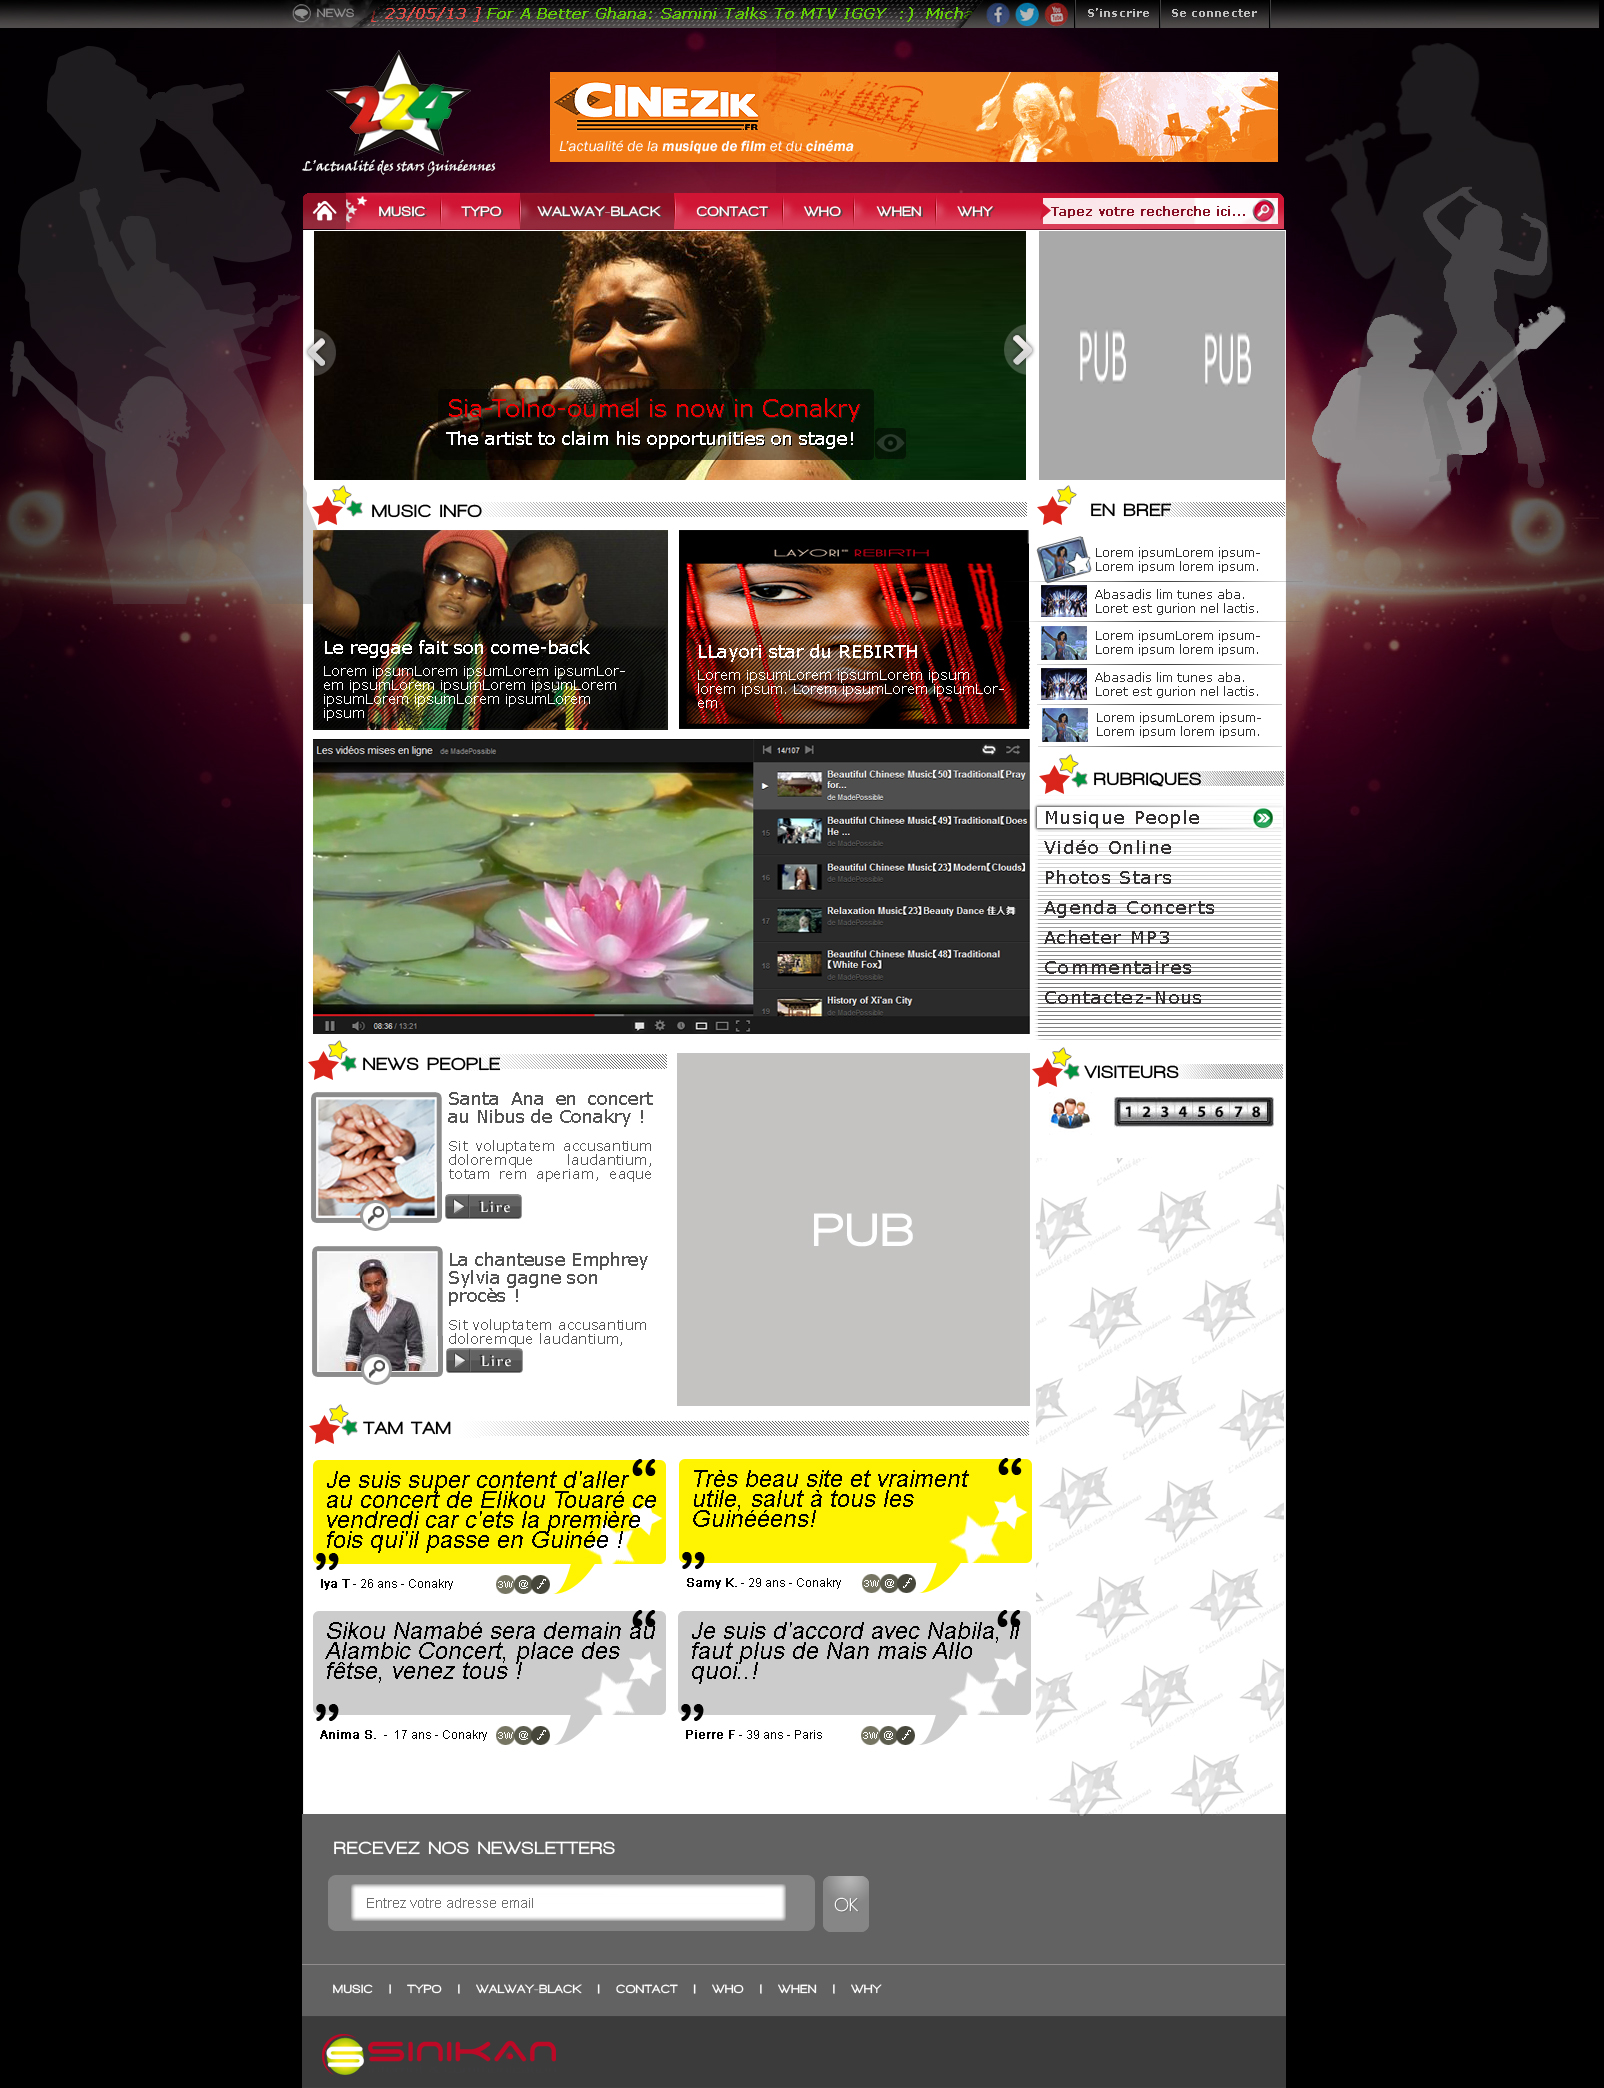 NEWS
[ 23/05/13 ] For A Better Ghana: Samini Talks To MTV IGGY :) Micha
S'inscrire
Se connecter
224
L'actualité des stars Guinéennes
CINEZIK
.FR
L'actualité de la musique de film et du cinéma
MUSIC TYPO WALWAY-BLACK CONTACT WHO WHEN WHY
Tapez votre recherche ici...
Sia Tolno-oumel is now in Conakry
The artist to claim his opportunities on stage!
PUB PUB
MUSIC INFO
Le reggae fait son come-back
Lorem ipsumLorem ipsumLorem ipsumLor-
em ipsumLorem ipsumLorem ipsumLorem
ipsumLorem ipsumLorem ipsumLorem
ipsum
LAYORI REBIRTH
LLayori star du REBIRTH
Lorem ipsumLorem ipsumLorem ipsum
lorem ipsum. Lorem ipsumLorem ipsumLor-
em
EN BREF
Lorem ipsumLorem ipsum-
Lorem ipsum lorem ipsum.
Abasadis lim tunes aba.
Loret est gurion nel lactis.
Lorem ipsumLorem ipsum-
Lorem ipsum lorem ipsum.
Abasadis lim tunes aba.
Loret est gurion nel lactis.
Lorem ipsumLorem ipsum-
Lorem ipsum lorem ipsum.
Les vidéos mises en ligne de MadePossible
14/107
Beautiful Chinese Music【50】Traditional【Pray
for...
de MadePossible
15
Beautiful Chinese Music【49】Traditional【Does
He ...
de MadePossible
16
Beautiful Chinese Music【23】Modern【Clouds】
de MadePossible
17
Relaxation Music【23】Beauty Dance 佳人舞
de MadePossible
18
Beautiful Chinese Music【48】Traditional
【White Fox】
de MadePossible
19
History of Xi'an City
de MadePossible
08:36 / 13:21
RUBRIQUES
Musique People
Vidéo Online
Photos Stars
Agenda Concerts
Acheter MP3
Commentaires
Contactez-Nous
NEWS PEOPLE
Santa Ana en concert
au Nibus de Conakry !
Sit voluptatem accusantium
doloremque laudantium,
totam rem aperiam, eaque
Lire
La chanteuse Emphrey
Sylvia gagne son
procès !
Sit voluptatem accusantium
doloremque laudantium,
Lire
PUB
VISITEURS
1 2 3 4 5 6 7 8
TAM TAM
Je suis super content d'aller
au concert de Elikou Touaré ce
vendredi car c'ets la première
fois qui'il passe en Guinée !
Iya T - 26 ans - Conakry
3W @ f
Très beau site et vraiment
utile, salut à tous les
Guinééens!
Samy K. - 29 ans - Conakry
3W @ f
Sikou Namabé sera demain au
Alambic Concert, place des
fêtse, venez tous !
Anima S. - 17 ans - Conakry
3W @ f
Je suis d'accord avec Nabila, il
faut plus de Nan mais Allo
quoi..!
Pierre F - 39 ans - Paris
3W @ f
RECEVEZ NOS NEWSLETTERS
Entrez votre adresse email
OK
MUSIC | TYPO | WALWAY-BLACK | CONTACT | WHO | WHEN | WHY
SINIKAN